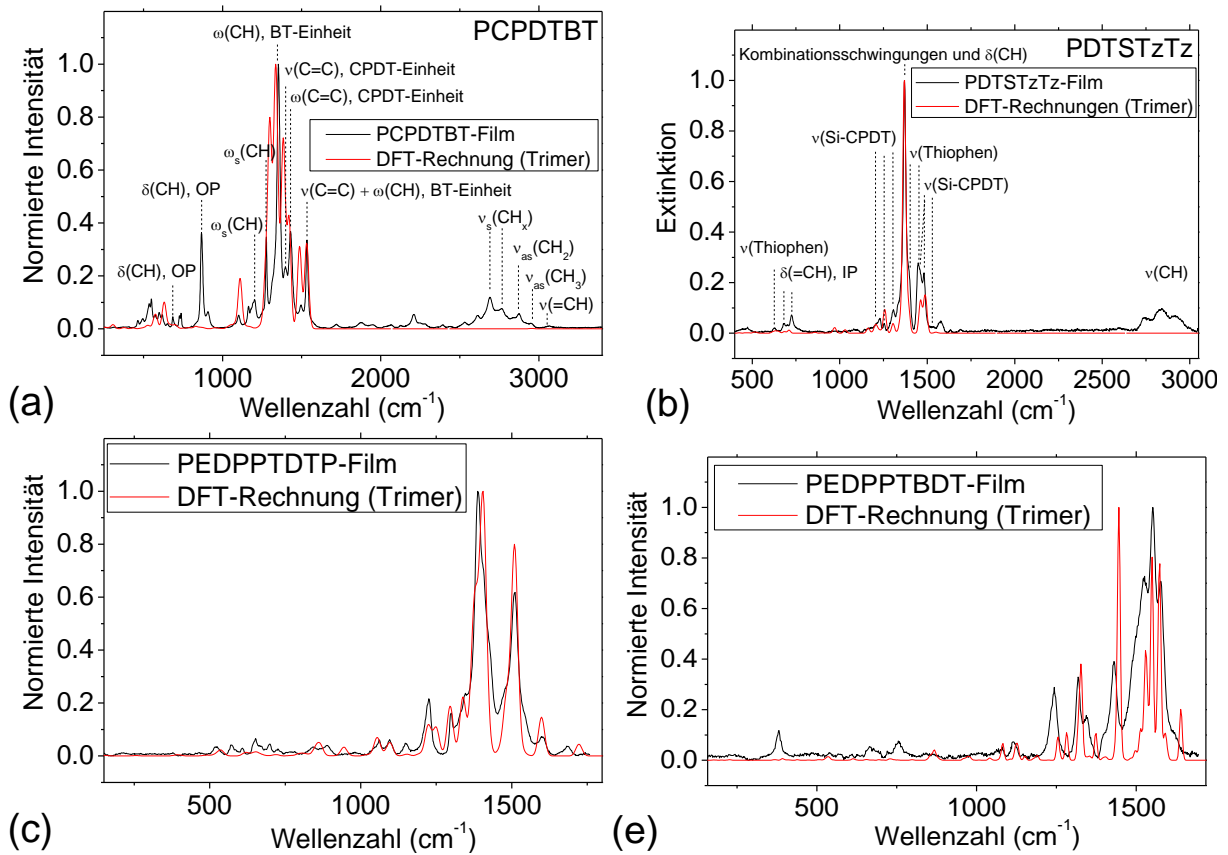 PCPDTBT
ω(CH), BT-Einheit
ν(C=C), CPDT-Einheit
ω(C=C), CPDT-Einheit
PCPDTBT-Film
DFT-Rechnung (Trimer)
ωs(CH)
ν(C=C) + ω(CH), BT-Einheit
δ(CH), OP
ωs(CH)
δ(CH), OP
νs(CHx)
νas(CH2)
νas(CH3)
ν(=CH)
Normierte Intensität
1.0
0.8
0.6
0.4
0.2
0.0
1000 2000 3000
Wellenzahl (cm-1)
(a)
PDTSTzTz
Kombinationsschwingungen und δ(CH)
PDTSTzTz-Film
DFT-Rechnungen (Trimer)
ν(Si-CPDT)
ν(Thiophen)
ν(Si-CPDT)
ν(Thiophen)
δ(=CH), IP
ν(CH)
Extinktion
1.0
0.8
0.6
0.4
0.2
0.0
500 1000 1500 2000 2500 3000
Wellenzahl (cm-1)
(b)
PEDPPTDTP-Film
DFT-Rechnung (Trimer)
Normierte Intensität
1.0
0.8
0.6
0.4
0.2
0.0
500 1000 1500
Wellenzahl (cm-1)
(c)
PEDPPTBDT-Film
DFT-Rechnung (Trimer)
Normierte Intensität
1.0
0.8
0.6
0.4
0.2
0.0
500 1000 1500
Wellenzahl (cm-1)
(e)